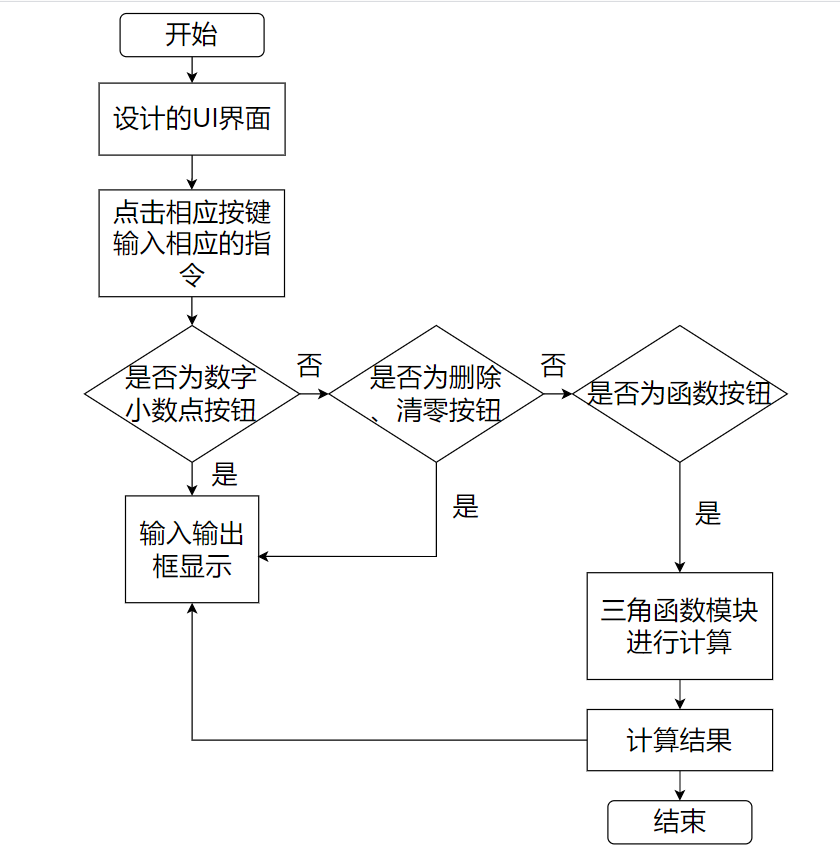 开始
设计的UI界面
点击相应按键
输入相应的指
令
是否为数字
小数点按钮
否
是否为删除
、清零按钮
否
是否为函数按钮
是
输入输出
框显示
是
是
三角函数模块
进行计算
计算结果
结束